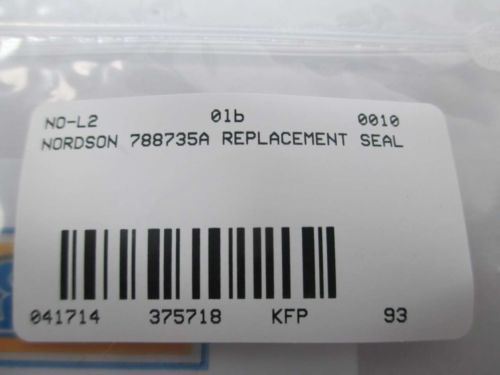 NO-L2 01b 0010
NORDSON 788735A REPLACEMENT SEAL
041714 375718 KFP 93